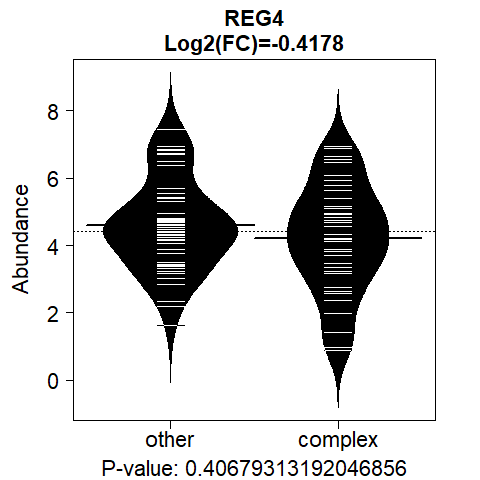 REG4
Log2(FC)=-0.4178
Abundance
8
6
4
2
0
other complex
P-value: 0.40679313192046856